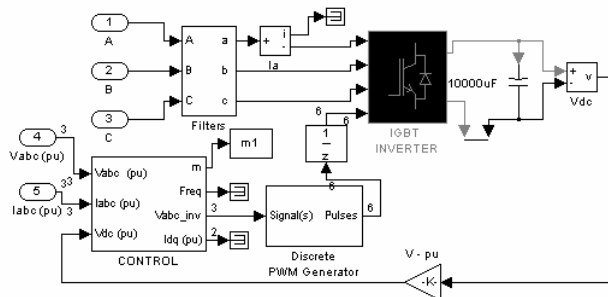 1
A
2
B
3
C
A
B
C
a
b
c
Filters
+
-
i
Ia
IGBT
INVERTER
10000uF
+
-
v
Vdc
6
6
1
z
6
4
Vabc (pu)
3
5
Iabc (pu)
33
3
Vabc (pu)
Iabc (pu)
Vdc (pu)
m
Freq
Vabc_inv
Idq (pu)
CONTROL
m1
3
2
Signal(s)
Pulses
6
Discrete
PWM Generator
V - pu
-K-